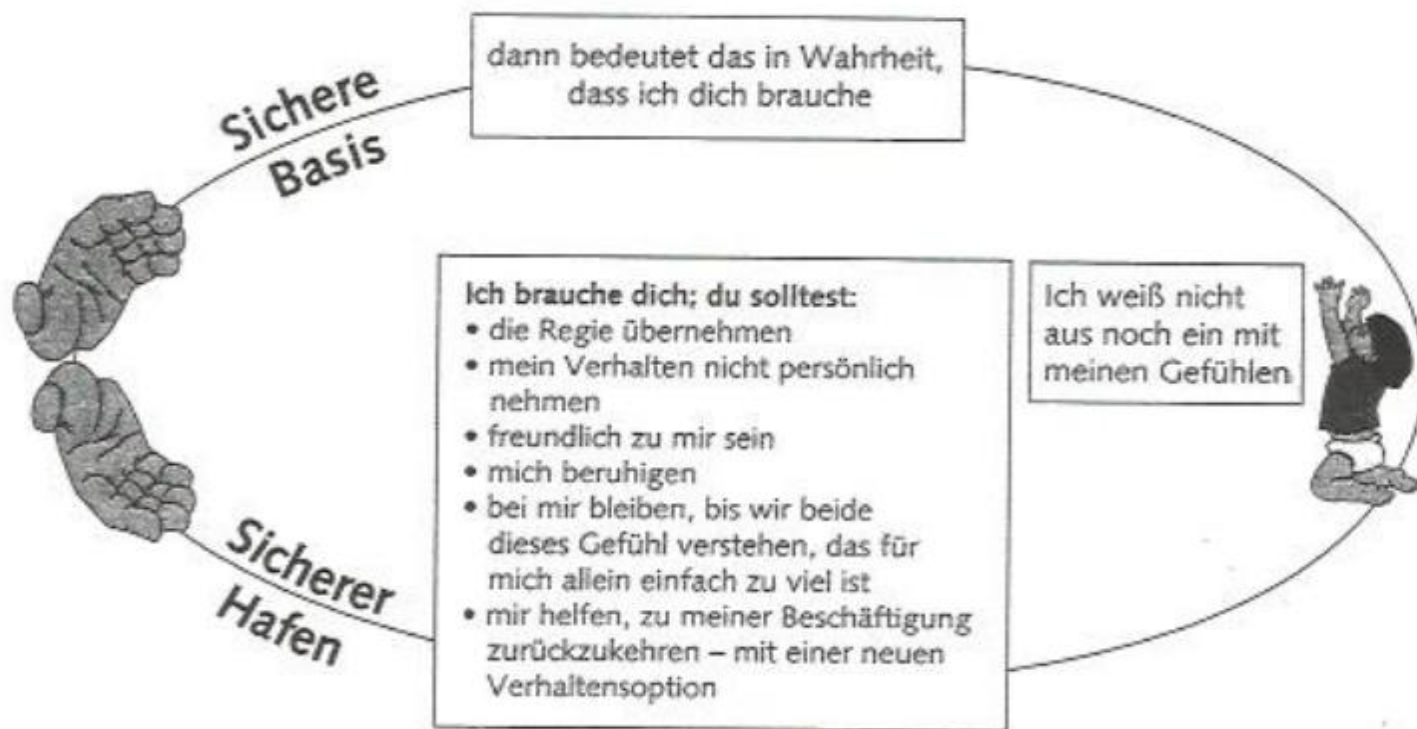 Sichere
Basis
dann bedeutet das in Wahrheit,
dass ich dich brauche
Ich brauche dich; du solltest:
• die Regie übernehmen
• mein Verhalten nicht persönlich
nehmen
• freundlich zu mir sein
• mich beruhigen
• bei mir bleiben, bis wir beide
dieses Gefühl verstehen, das für
mich allein einfach zu viel ist
• mir helfen, zu meiner Beschäftigung
zurückzukehren – mit einer neuen
Verhaltensoption
Ich weiß nicht
aus noch ein mit
meinen Gefühlen
Sicherer
Hafen